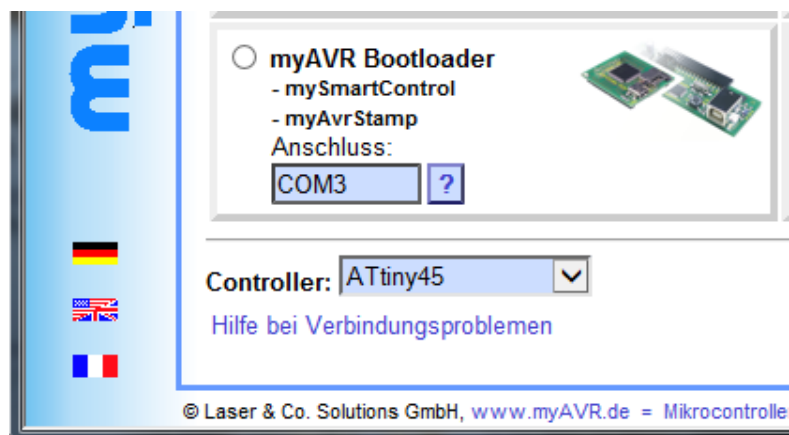 myAVR Bootloader
- mySmartControl
- myAvrStamp
Anschluss:
COM3 ?
Controller: ATtiny45
Hilfe bei Verbindungsproblemen
© Laser & Co. Solutions GmbH, www.myAVR.de = Mikrocontroller